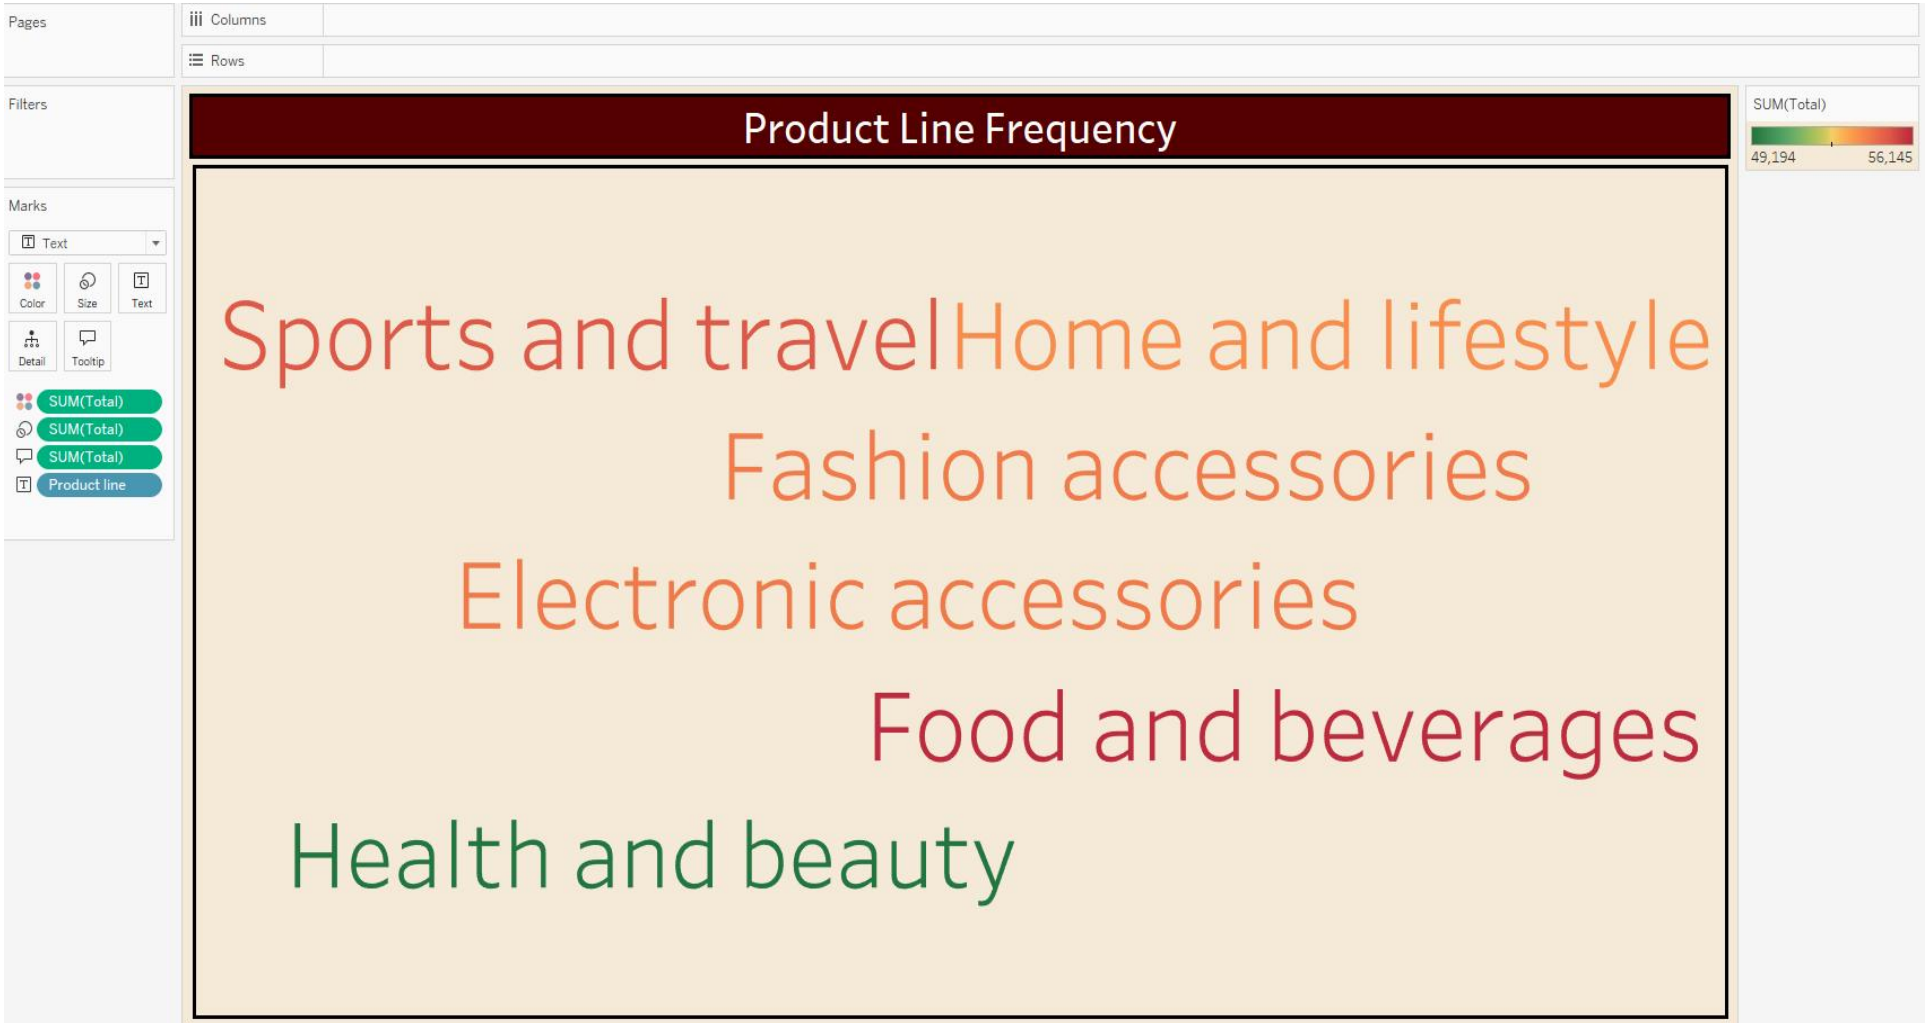 Pages
Columns
Rows
Filters
Marks
Text
Color Size Text
Detail Tooltip
SUM(Total)
SUM(Total)
SUM(Total)
Product line
Product Line Frequency
Sports and travel Home and lifestyle
Fashion accessories
Electronic accessories
Food and beverages
Health and beauty
SUM(Total)
49,194 56,145